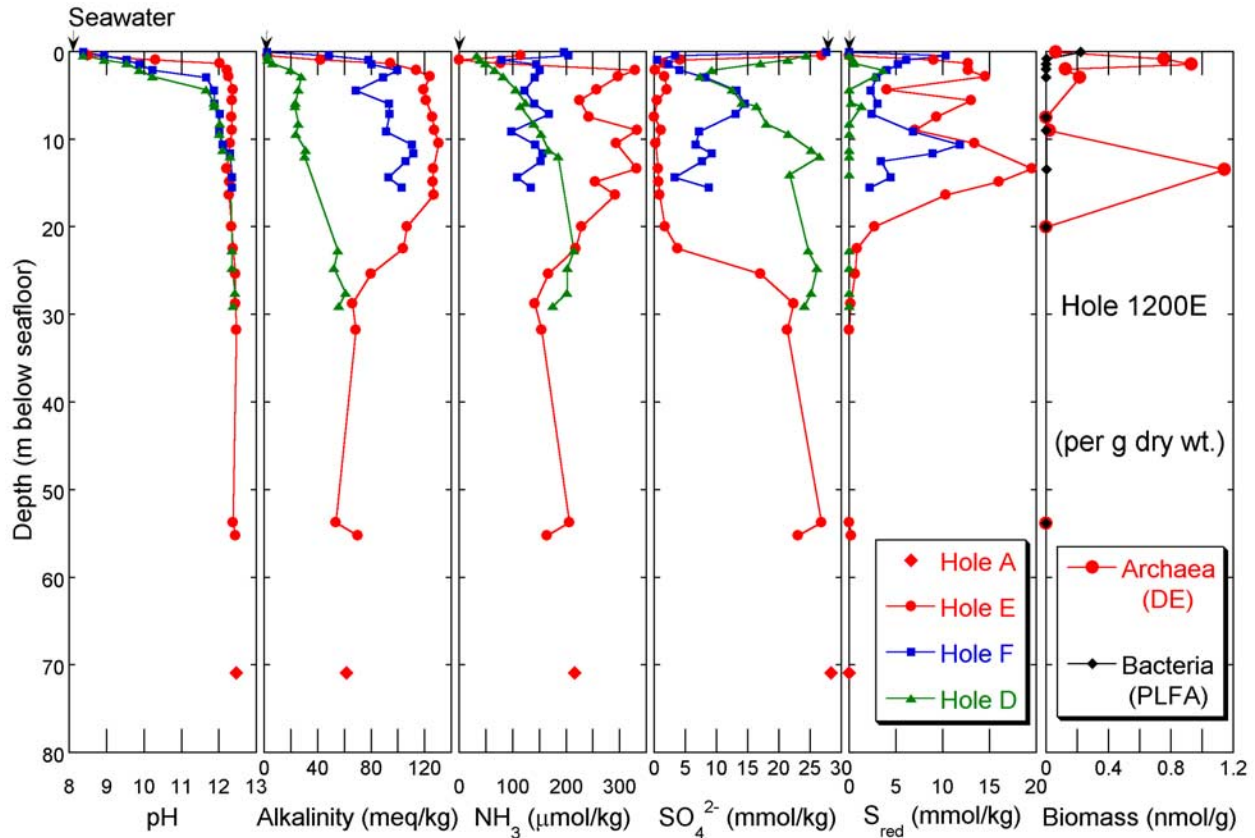 Seawater
Depth (m below seafloor)
0
10
20
30
40
50
60
70
80
8 9 10 11 12 13
pH
0 40 80 120
Alkalinity (meq/kg)
0 100 200 300
NH₃ (μmol/kg)
0 5 10 15 20 25 30
SO₄²⁻ (mmol/kg)
0 5 10 15 20
S_red (mmol/kg)
0 0.4 0.8 1.2
Biomass (nmol/g)
Hole 1200E
(per g dry wt.)
Hole A
Hole E
Hole F
Hole D
Archaea
(DE)
Bacteria
(PLFA)